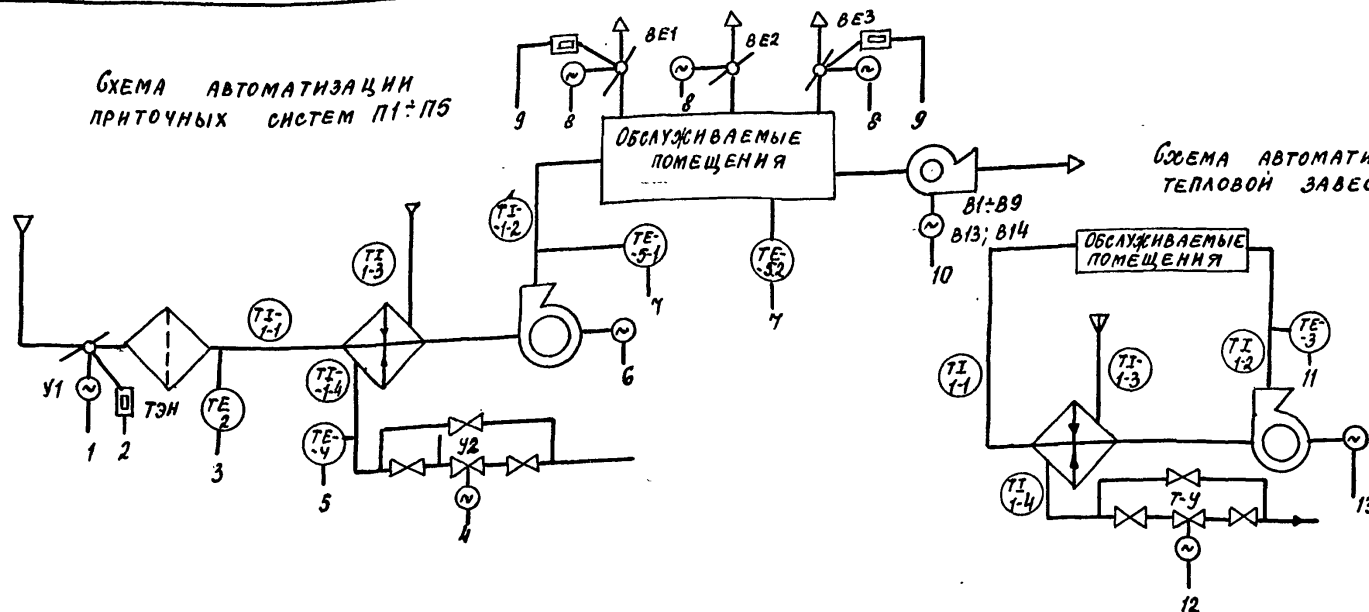 СХЕМА АВТОМАТИЗАЦИИ
ПРИТОЧНЫХ СИСТЕМ П1÷П5
ВЕ1
ВЕ2
ВЕ3
9
8
8
8
9
ОБСЛУЖИВАЕМЫЕ
ПОМЕЩЕНИЯ
СХЕМА АВТОМАТИ
ТЕПЛОВОЙ ЗАВЕС
TI-
-1-2
TE-
-5-1
7
TE-
-5-2
7
В1÷В9
В13; В14
10
TI
1-3
TI-
1-1
TI-
-1-4
У1
1
2
ТЭН
TE
2
3
TE-
-4
5
У2
4
6
ОБСЛУЖИВАЕМЫЕ
ПОМЕЩЕНИЯ
TI
1-1
TI-
-1-3
TI
1-2
TE-
-3
11
TI
1-4
Т-У
12
13